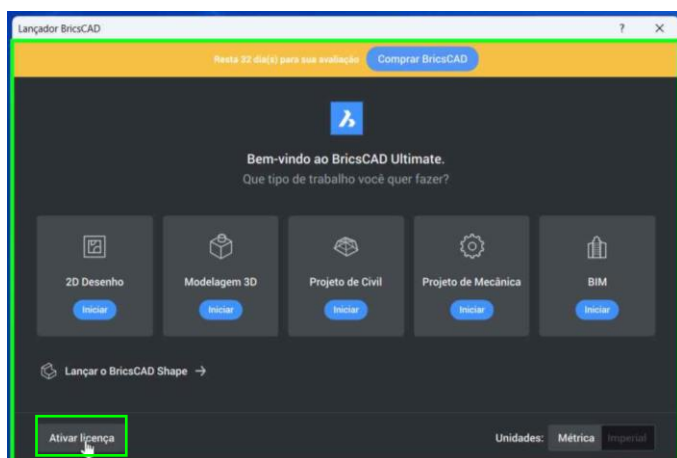 Lançador BricsCAD ? ×
Resta 32 dia(s) para sua avaliação Comprar BricsCAD
Bem-vindo ao BricsCAD Ultimate.
Que tipo de trabalho você quer fazer?
2D Desenho Modelagem 3D Projeto de Civil Projeto de Mecânica BIM
Iniciar Iniciar Iniciar Iniciar Iniciar
Lançar o BricsCAD Shape →
Ativar licença Unidades: Métrica Imperial